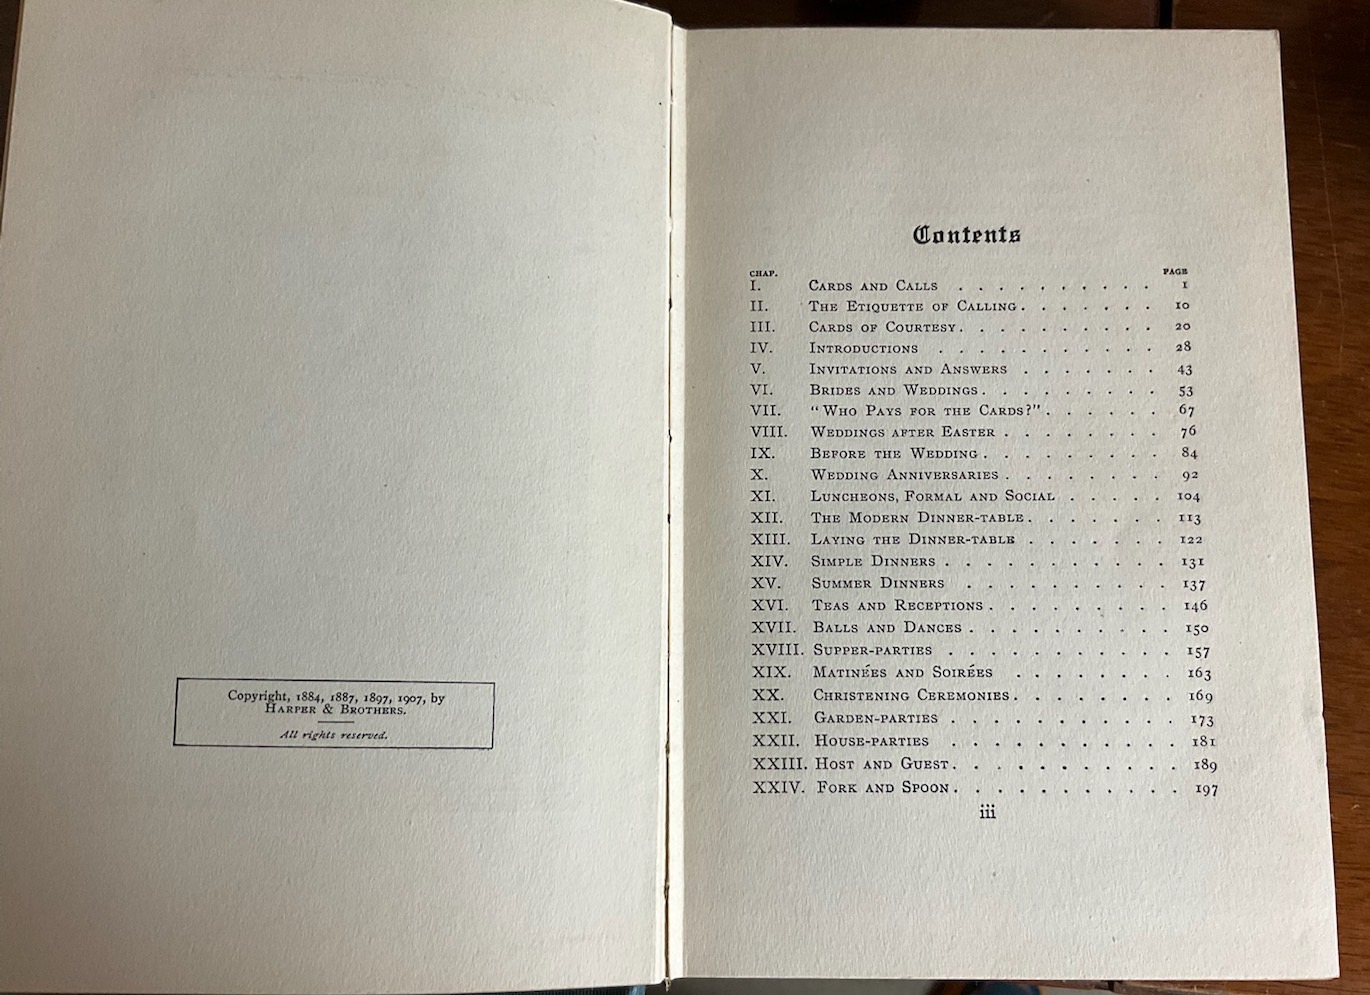 Copyright, 1884, 1887, 1897, 1907, by
HARPER & BROTHERS.
All rights reserved.
Contents
CHAP. PAGE
I. CARDS AND CALLS . . . . . . . . . . 1
II. THE ETIQUETTE OF CALLING . . . . . . . 10
III. CARDS OF COURTESY . . . . . . . . . . 20
IV. INTRODUCTIONS . . . . . . . . . . . 28
V. INVITATIONS AND ANSWERS . . . . . . . 43
VI. BRIDES AND WEDDINGS . . . . . . . . . 53
VII. "WHO PAYS FOR THE CARDS?" . . . . . . 67
VIII. WEDDINGS AFTER EASTER . . . . . . . . 76
IX. BEFORE THE WEDDING . . . . . . . . . 84
X. WEDDING ANNIVERSARIES . . . . . . . . 92
XI. LUNCHEONS, FORMAL AND SOCIAL . . . . . 104
XII. THE MODERN DINNER-TABLE . . . . . . . 113
XIII. LAYING THE DINNER-TABLE . . . . . . . 122
XIV. SIMPLE DINNERS . . . . . . . . . . . 131
XV. SUMMER DINNERS . . . . . . . . . . 137
XVI. TEAS AND RECEPTIONS . . . . . . . . . 146
XVII. BALLS AND DANCES . . . . . . . . . . 150
XVIII. SUPPER-PARTIES . . . . . . . . . . . 157
XIX. MATINÉES AND SOIRÉES . . . . . . . . 163
XX. CHRISTENING CEREMONIES . . . . . . . . 169
XXI. GARDEN-PARTIES . . . . . . . . . . . 173
XXII. HOUSE-PARTIES . . . . . . . . . . . 181
XXIII. HOST AND GUEST . . . . . . . . . . . 189
XXIV. FORK AND SPOON . . . . . . . . . . . 197
iii